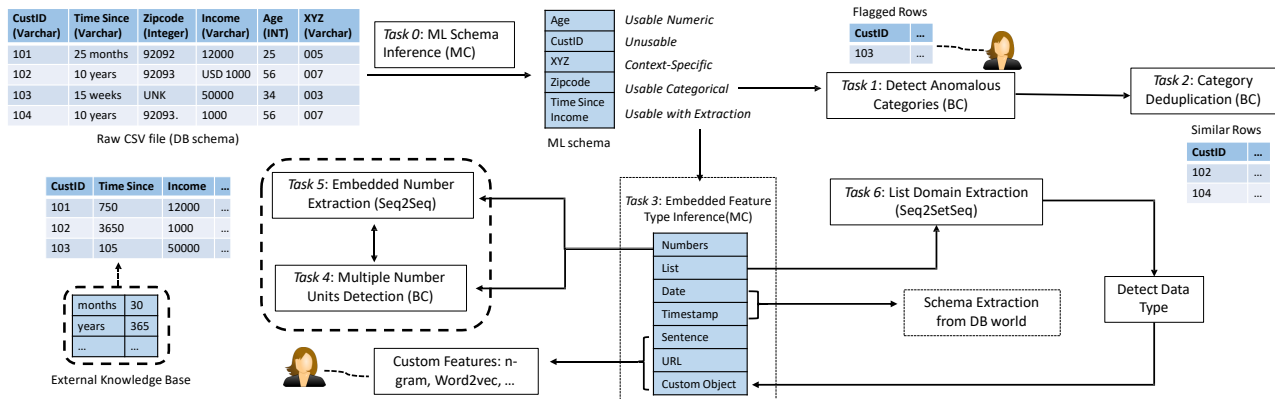 CustID Time Since Zipcode Income Age XYZ
(Varchar) (Varchar) (Integer) (Varchar) (INT) (Varchar)
101 25 months 92092 12000 25 005
102 10 years 92093 USD 1000 56 007
103 15 weeks UNK 50000 34 003
104 10 years 92093. 1000 56 007
Raw CSV file (DB schema)
Task 0: ML Schema
Inference (MC)
Age
CustID
XYZ
Zipcode
Time Since
Income
ML schema
Usable Numeric
Unusable
Context-Specific
Usable Categorical
Usable with Extraction
Flagged Rows
CustID ...
103 ...
Task 1: Detect Anomalous
Categories (BC)
Task 2: Category
Deduplication (BC)
Similar Rows
CustID ...
102 ...
104 ...
CustID Time Since Income ...
101 750 12000 ...
102 3650 1000 ...
103 105 50000 ...
months 30
years 365
... ...
External Knowledge Base
Task 5: Embedded Number
Extraction (Seq2Seq)
Task 4: Multiple Number
Units Detection (BC)
Custom Features: n-
gram, Word2vec, ...
Task 3: Embedded Feature
Type Inference(MC)
Numbers
List
Date
Timestamp
Sentence
URL
Custom Object
Task 6: List Domain Extraction
(Seq2SetSeq)
Schema Extraction
from DB world
Detect Data
Type